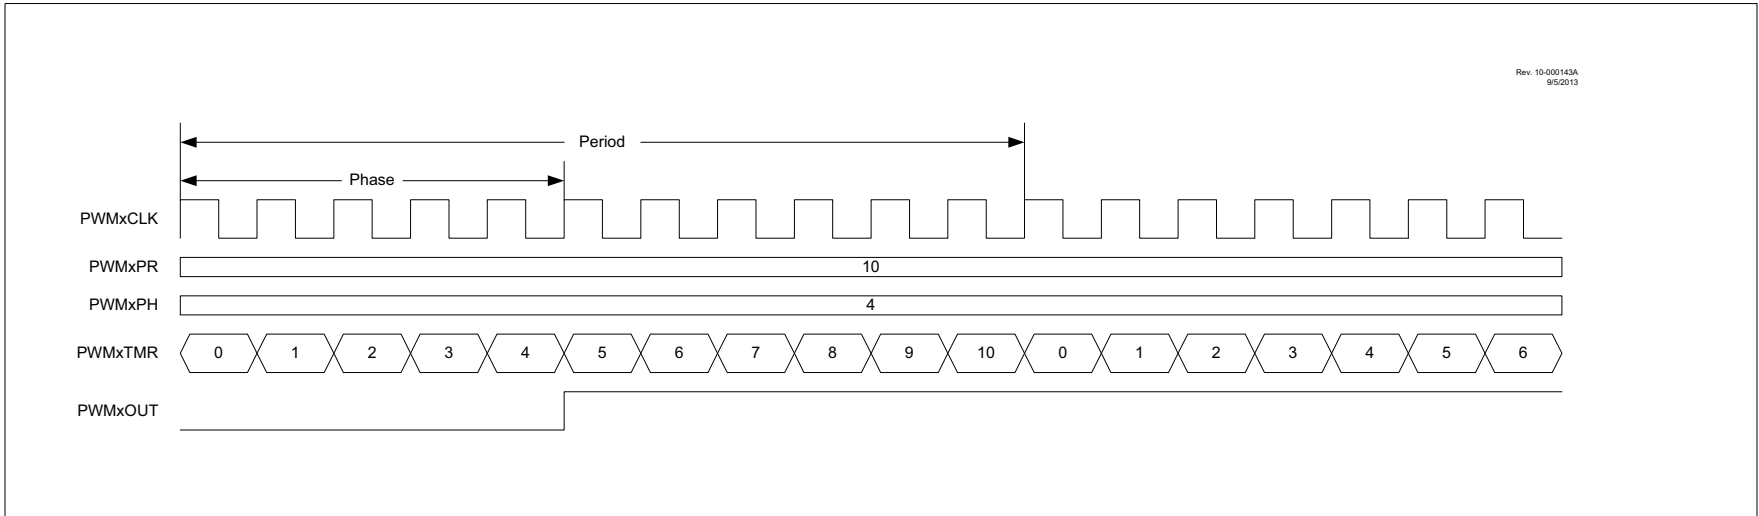 Rev. 10-000143A
9/5/2013
Period
Phase
PWMxCLK
PWMxPR
10
PWMxPH
4
PWMxTMR 0 1 2 3 4 5 6 7 8 9 10 0 1 2 3 4 5 6
PWMxOUT